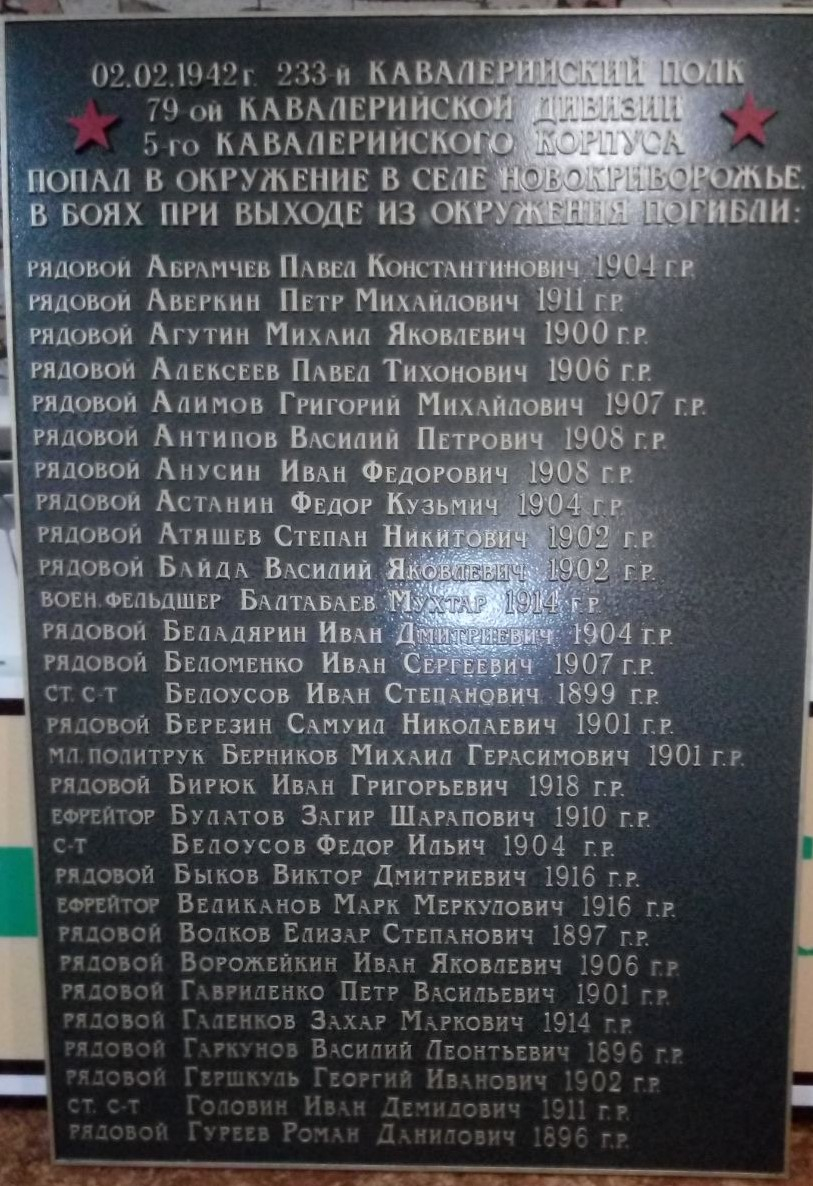 02.02.1942г. 233-й КАВАЛЕРИЙСКИЙ ПОЛК
79-ой КАВАЛЕРИЙСКОЙ ДИВИЗИИ
5-го КАВАЛЕРИЙСКОГО КОРПУСА
ПОПАЛ В ОКРУЖЕНИЕ В СЕЛЕ НОВОКРИВОРОЖЬЕ.
В БОЯХ ПРИ ВЫХОДЕ ИЗ ОКРУЖЕНИЯ ПОГИБЛИ:
РЯДОВОЙ АБРАМЧЕВ ПАВЕЛ КОНСТАНТИНОВИЧ 1904 Г.Р.
РЯДОВОЙ АВЕРКИН ПЕТР МИХАЙЛОВИЧ 1911 Г.Р.
РЯДОВОЙ АГУТИН МИХАИЛ ЯКОВЛЕВИЧ 1900 Г.Р.
РЯДОВОЙ АЛЕКСЕЕВ ПАВЕЛ ТИХОНОВИЧ 1906 Г.Р.
РЯДОВОЙ АЛИМОВ ГРИГОРИЙ МИХАЙЛОВИЧ 1907 Г.Р.
РЯДОВОЙ АНТИПОВ ВАСИЛИЙ ПЕТРОВИЧ 1908 Г.Р.
РЯДОВОЙ АНУСИН ИВАН ФЕДОРОВИЧ 1908 Г.Р.
РЯДОВОЙ АСТАНИН ФЕДОР КУЗЬМИЧ 1904 Г.Р.
РЯДОВОЙ АТЯШЕВ СТЕПАН НИКИТОВИЧ 1902 Г.Р
РЯДОВОЙ БАЙДА ВАСИЛИЙ ЯКОВЛЕВИЧ 1902 Г.Р.
ВОЕН. ФЕЛЬДШЕР БАЛТАБАЕВ МУХТАР 1914 Г.Р
РЯДОВОЙ БЕЛАДЯРИН ИВАН ДМИТРИЕВИЧ 1904 Г.Р.
РЯДОВОЙ БЕЛОМЕНКО ИВАН СЕРГЕЕВИЧ 1907 Г.Р.
СТ. С-Т БЕЛОУСОВ ИВАН СТЕПАНОВИЧ 1899 Г.Р.
РЯДОВОЙ БЕРЕЗИН САМУИЛ НИКОЛАЕВИЧ 1901 Г.Р.
МЛ. ПОЛИТРУК БЕРНИКОВ МИХАИЛ ГЕРАСИМОВИЧ 1901 Г.Р.
РЯДОВОЙ БИРЮК ИВАН ГРИГОРЬЕВИЧ 1918 Г.Р.
ЕФРЕЙТОР БУЛАТОВ ЗАГИР ШАРАПОВИЧ 1910 Г.Р.
С-Т БЕЛОУСОВ ФЕДОР ИЛЬИЧ 1904 Г.Р.
РЯДОВОЙ БЫКОВ ВИКТОР ДМИТРИЕВИЧ 1916 Г.Р.
ЕФРЕЙТОР ВЕЛИКАНОВ МАРК МЕРКУЛОВИЧ 1916 Г.Р.
РЯДОВОЙ ВОЛКОВ ЕЛИЗАР СТЕПАНОВИЧ 1897 Г.Р.
РЯДОВОЙ ВОРОЖЕЙКИН ИВАН ЯКОВЛЕВИЧ 1906 Г.Р.
РЯДОВОЙ ГАВРИЛЕНКО ПЕТР ВАСИЛЬЕВИЧ 1901 Г.Р.
РЯДОВОЙ ГАЛЕНКОВ ЗАХАР МАРКОВИЧ 1914 Г.Р.
РЯДОВОЙ ГАРКУНОВ ВАСИЛИЙ ЛЕОНТЬЕВИЧ 1896 Г.Р.
РЯДОВОЙ ГЕРШКУЛЬ ГЕОРГИЙ ИВАНОВИЧ 1902 Г.Р.
СТ. С-Т ГОЛОВИН ИВАН ДЕМИДОВИЧ 1911 Г.Р.
РЯДОВОЙ ГУРЕЕВ РОМАН ДАНИЛОВИЧ 1896 Г.Р.